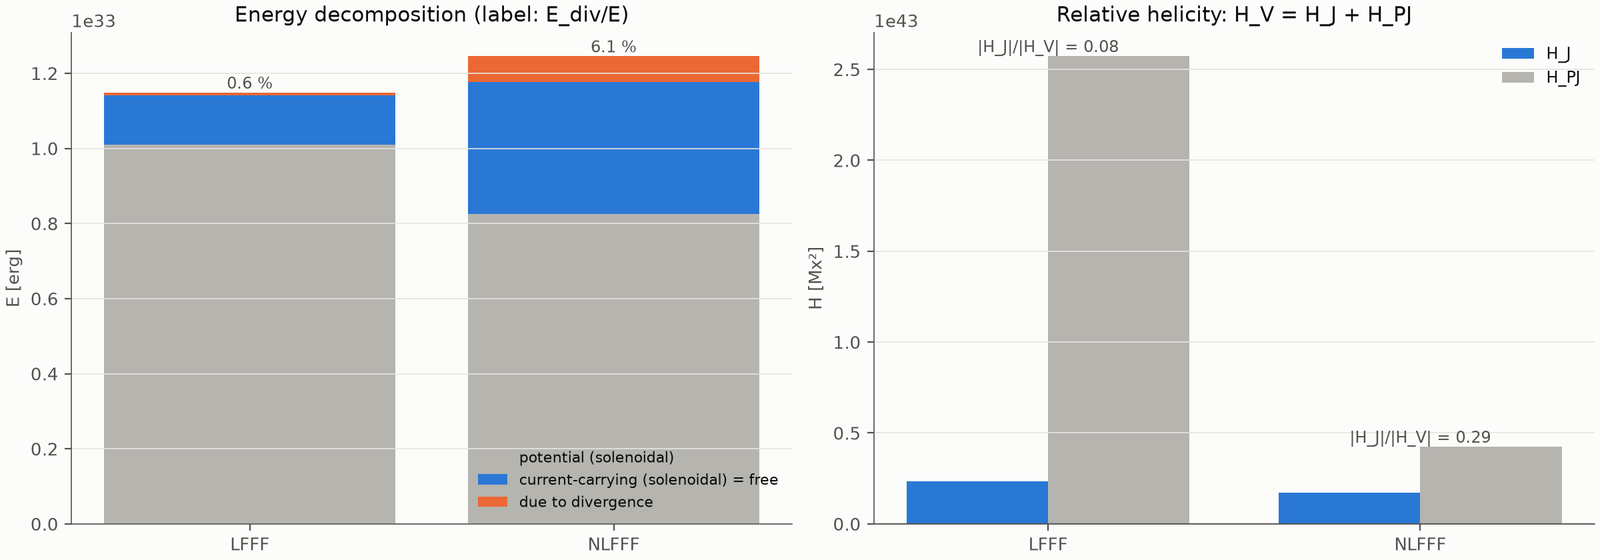 Energy decomposition (label: E_div/E)
1e33
E [erg]
1.2
1.0
0.8
0.6
0.4
0.2
0.0
0.6 %
6.1 %
potential (solenoidal)
current-carrying (solenoidal) = free
due to divergence
LFFF
NLFFF
Relative helicity: H_V = H_J + H_PJ
1e43
H [Mx²]
2.5
2.0
1.5
1.0
0.5
0.0
|H_J|/|H_V| = 0.08
|H_J|/|H_V| = 0.29
H_J
H_PJ
LFFF
NLFFF